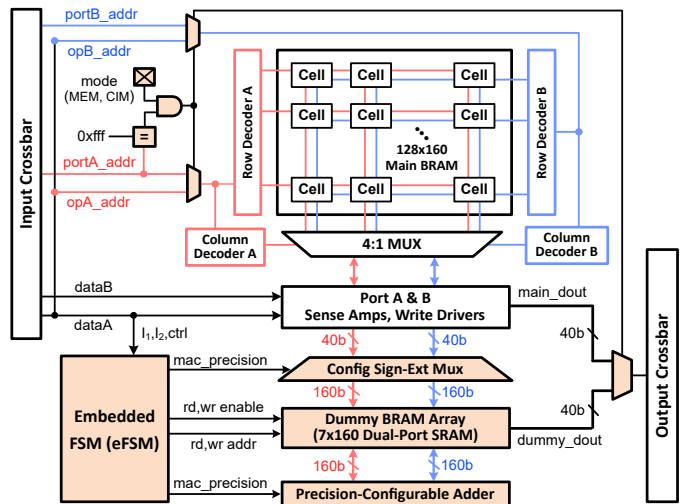 portB_addr
opB_addr
mode
(MEM, CIM)
0xfff
=
portA_addr
opA_addr
Input Crossbar
Row Decoder A
Cell
Cell
Cell
Cell
Cell
Cell
128x160
Main BRAM
Cell
Cell
Cell
Row Decoder B
Column
Decoder A
4:1 MUX
Column
Decoder B
dataB
dataA
Port A & B
Sense Amps, Write Drivers
main_dout
I1,I2,ctrl
40b
40b
40b
mac_precision
Config Sign-Ext Mux
160b
160b
Embedded
FSM (eFSM)
rd,wr enable
rd,wr addr
Dummy BRAM Array
(7x160 Dual-Port SRAM)
40b
dummy_dout
160b
160b
mac_precision
Precision-Configurable Adder
Output Crossbar